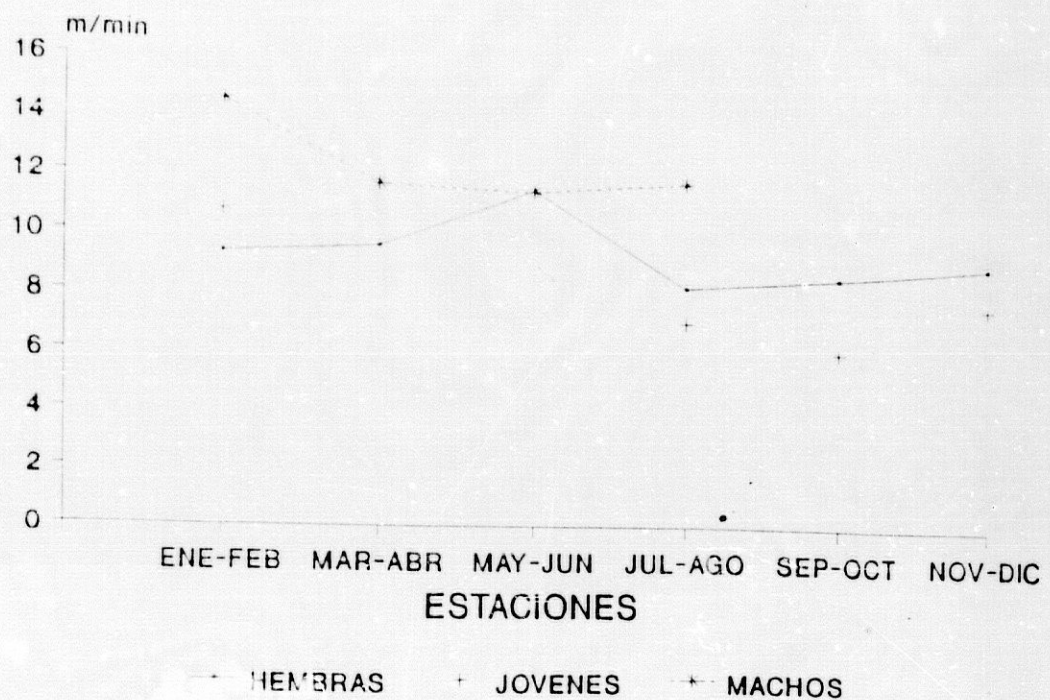 m/min
16
14
12
10
8
6
4
2
0
ENE-FEB MAR-ABR MAY-JUN JUL-AGO SEP-OCT NOV-DIC
ESTACIONES
HEMBRAS JOVENES MACHOS